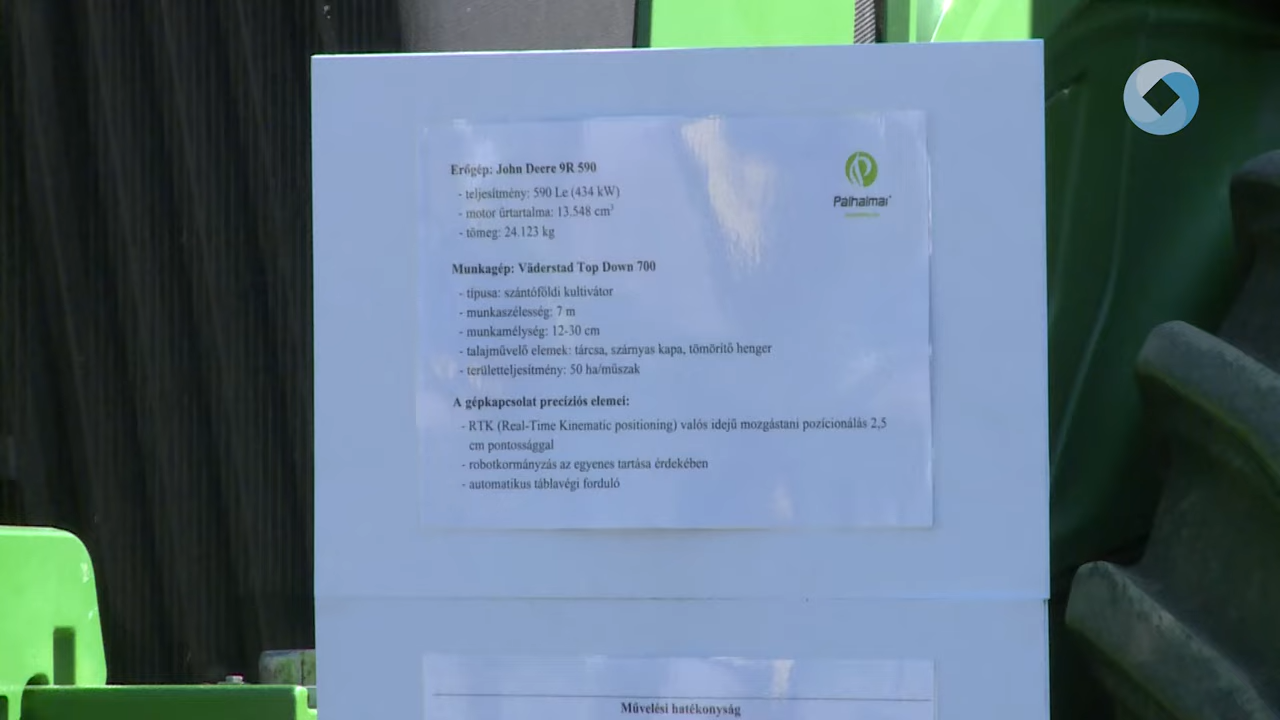 Erőgép: John Deere 9R 590
- teljesítmény: 590 Le (434 kW)
- motor űrtartalma: 13.548 cm³
- tömeg: 24.123 kg
Palhalmai
Munkagép: Väderstad Top Down 700
- típusa: szántóföldi kultivátor
- munkaszélesség: 7 m
- munkamélység: 12-30 cm
- talajművelő elemek: tárcsa, szárnyas kapa, tömörítő henger
- területteljesítmény: 50 ha/műszak
A gépkapcsolat precíziós elemei:
- RTK (Real-Time Kinematic positioning) valós idejű mozgástani pozícionálás 2,5
cm pontossággal
- robotkormányzás az egyenes tartása érdekében
- automatikus táblavégi forduló
Művelési hatékonyság